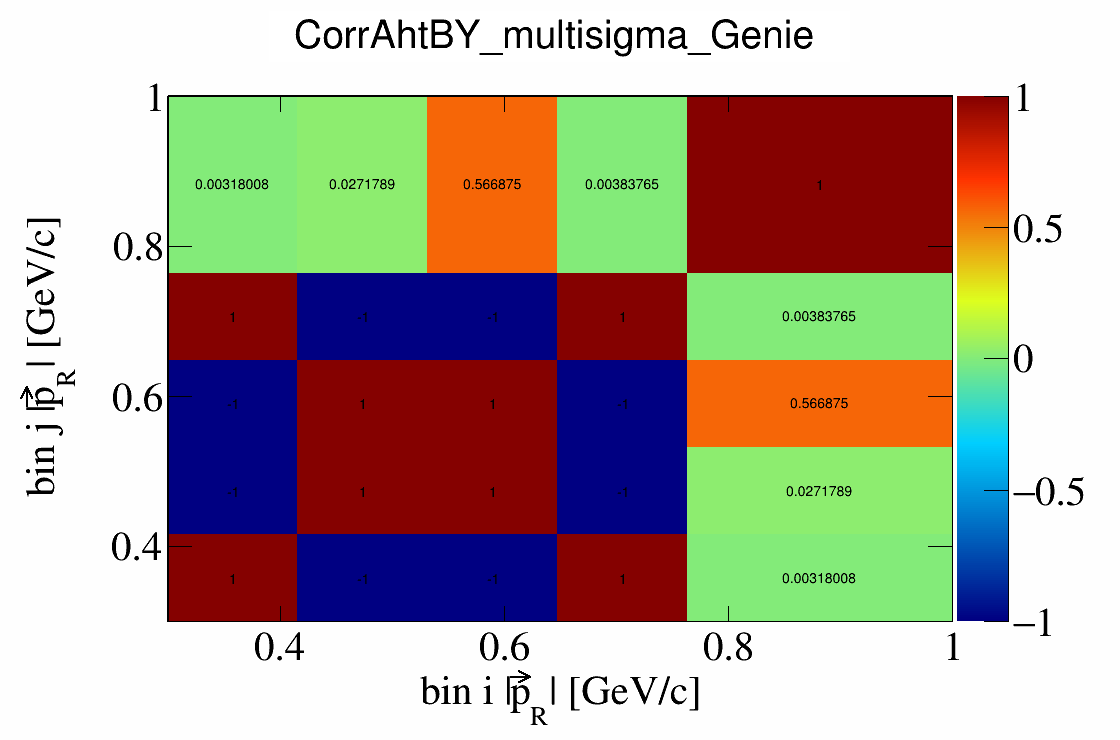 CorrAhtBY_multisigma_Genie
1
0.8
0.6
0.4
bin j |p⃗_R| [GeV/c]
0.00318008 0.0271789 0.566875 0.00383765 1
1 -1 -1 1 0.00383765
-1 1 1 -1 0.566875
-1 1 1 -1 0.0271789
1 -1 -1 1 0.00318008
1
0.5
0
−0.5
−1
0.4 0.6 0.8 1
bin i |p⃗_R| [GeV/c]